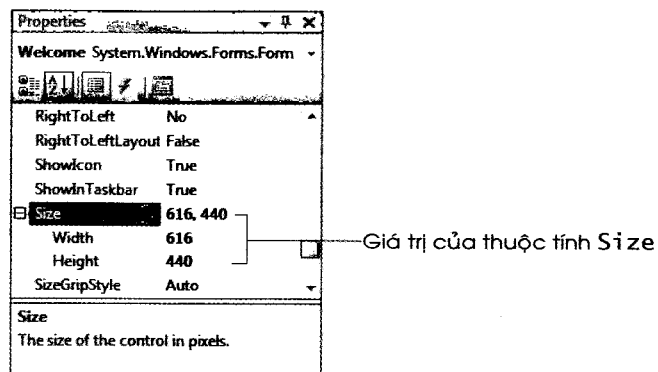 Properties
Welcome System.Windows.Forms.Form
RightToLeft No
RightToLeftLayout False
ShowIcon True
ShowInTaskbar True
Size 616, 440
Width 616
Height 440
SizeGripStyle Auto
Giá trị của thuộc tính Size
Size
The size of the control in pixels.